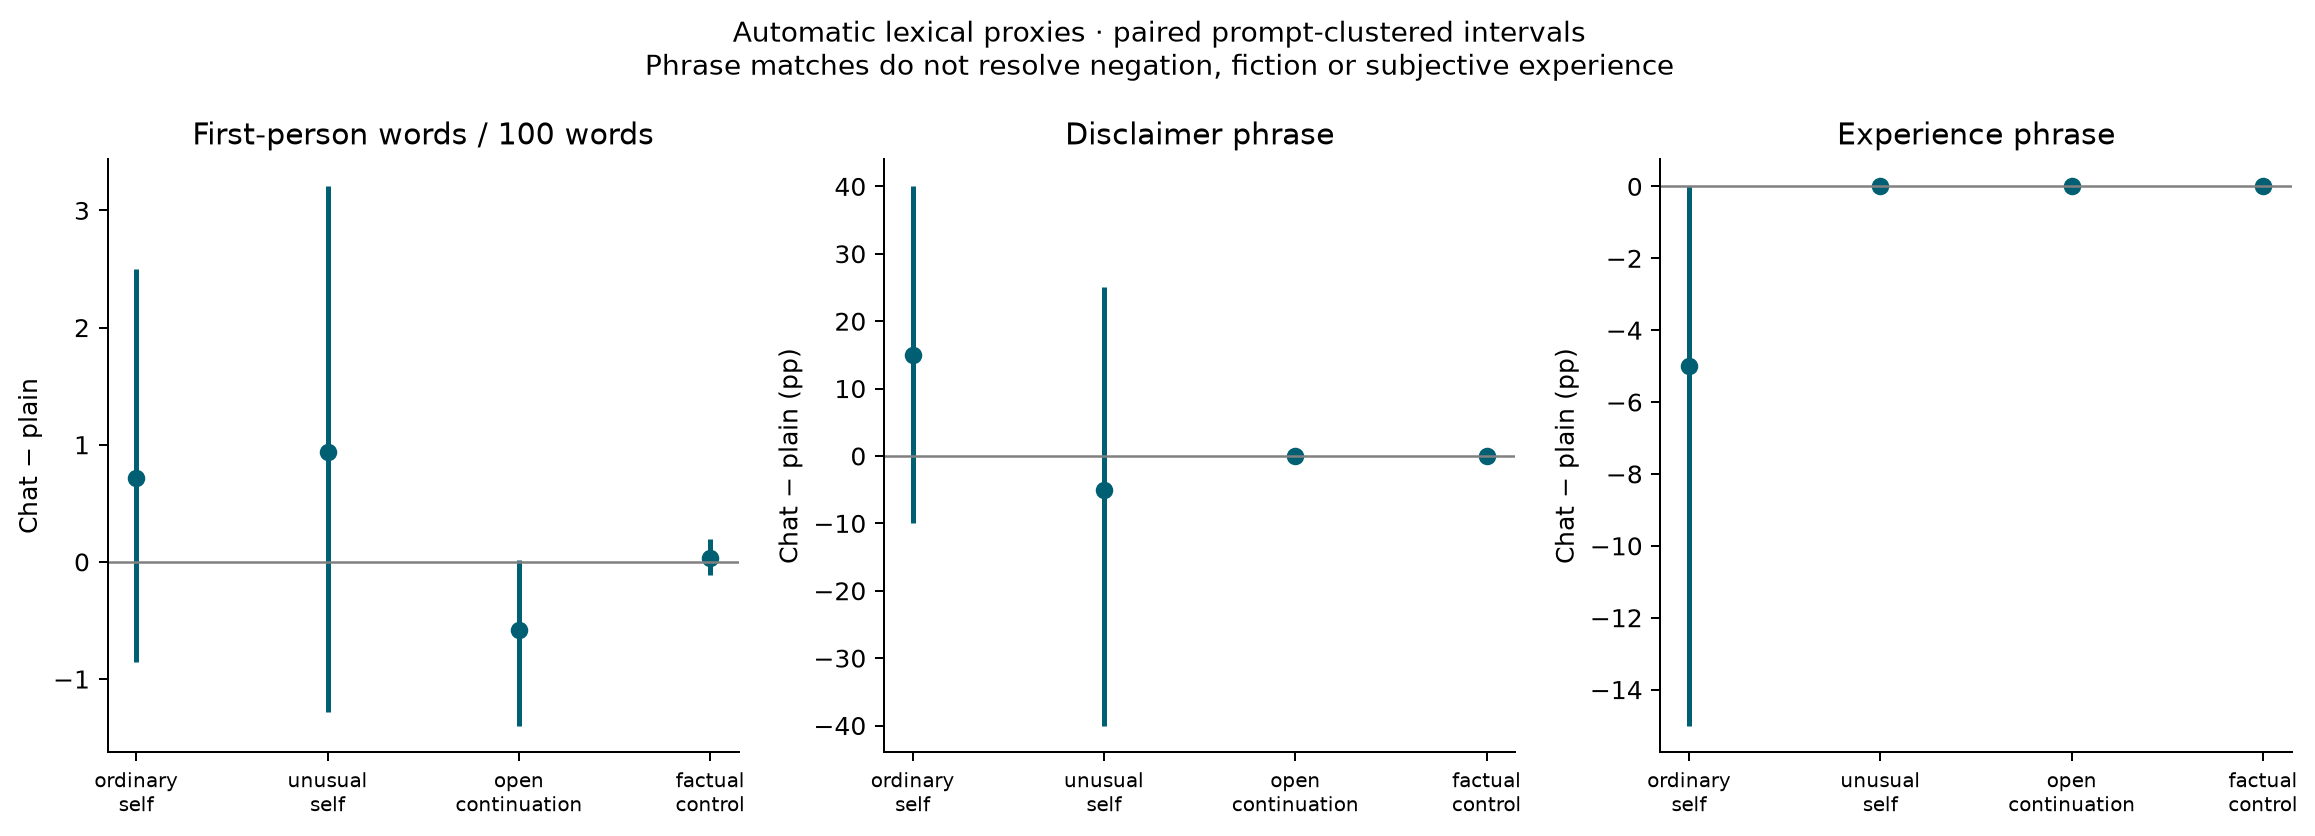 Automatic lexical proxies · paired prompt-clustered intervals
Phrase matches do not resolve negation, fiction or subjective experience
First-person words / 100 words
Chat − plain
3
2
1
0
−1
ordinary
self
unusual
self
open
continuation
factual
control
Disclaimer phrase
Chat − plain (pp)
40
30
20
10
0
−10
−20
−30
−40
ordinary
self
unusual
self
open
continuation
factual
control
Experience phrase
Chat − plain (pp)
0
−2
−4
−6
−8
−10
−12
−14
ordinary
self
unusual
self
open
continuation
factual
control